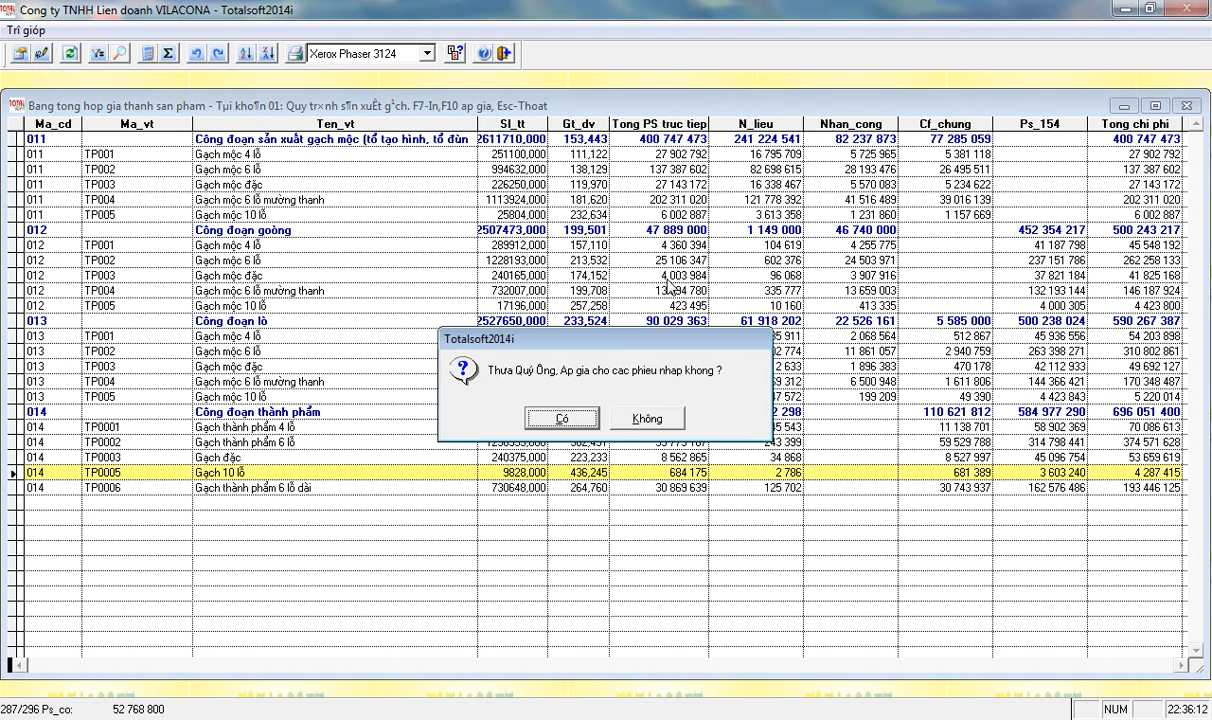 Công ty TNHH Lien doanh VILACONA - Totalsoft2014i
Trî gióp
Xerox Phaser 3124
Bang tong hop gia thanh san pham - Tµi kho¶n 01: Quy tr×nh s¶n xuÊt g¹ch. F7-In,F10 ap gia, Esc-Thoat
Ma_cd Ma_vt Ten_vt Sl_tt Gt_dv Tong PS truc tiep N_lieu Nhan_cong Cf_chung Ps_154 Tong chi phi
011 Công đoạn sản xuất gạch mộc (tổ tạo hình, tổ đùn 2611710,000 153,443 400 747 473 241 224 541 82 237 873 77 285 059 400 747 473
011 TP001 Gạch mộc 4 lỗ 251100,000 111,122 27 902 792 16 795 709 5 725 965 5 381 118 27 902 792
011 TP002 Gạch mộc 6 lỗ 994632,000 138,129 137 387 602 82 698 615 28 193 476 26 495 511 137 387 602
011 TP003 Gạch mộc đặc 226250,000 119,970 27 143 172 16 338 467 5 570 083 5 234 622 27 143 172
011 TP004 Gạch mộc 6 lỗ mường thanh 1113924,000 181,620 202 311 020 121 778 392 41 516 489 39 016 139 202 311 020
011 TP005 Gạch mộc 10 lỗ 25804,000 232,634 6 002 887 3 613 358 1 231 860 1 157 669 6 002 887
012 Công đoạn goòng 2507473,000 199,501 47 889 000 1 149 000 46 740 000 452 354 217 500 243 217
012 TP001 Gạch mộc 4 lỗ 289912,000 157,110 4 360 394 104 619 4 255 775 41 187 798 45 548 192
012 TP002 Gạch mộc 6 lỗ 1228193,000 213,532 25 106 347 602 376 24 503 971 237 151 786 262 258 133
012 TP003 Gạch mộc đặc 240165,000 174,152 4 003 984 96 068 3 907 916 37 821 184 41 825 168
012 TP004 Gạch mộc 6 lỗ mường thanh 732007,000 199,708 780 335 777 13 659 003 132 193 144 146 187 924
012 TP005 Gạch mộc 10 lỗ 17196,000 257,258 423 495 10 160 413 335 4 000 305 4 423 800
013 Công đoạn lò 2527650,000 233,524 90 029 363 61 918 202 22 526 161 5 585 000 500 238 024 590 267 387
013 TP001 Gạch mộc 4 lỗ 2 068 564 512 867 45 936 556 54 203 898
013 TP002 Gạch mộc 6 lỗ 774 11 861 057 2 940 759 263 398 271 310 802 861
013 TP003 Gạch mộc đặc 633 1 896 383 470 178 42 112 933 49 692 127
013 TP004 Gạch mộc 6 lỗ mường thanh 312 6 500 948 1 611 806 144 366 421 170 348 487
013 TP005 Gạch mộc 10 lỗ 572 199 209 49 390 4 423 843 5 220 014
014 Công đoạn thành phẩm 298 110 621 812 584 977 290 696 051 400
014 TP0001 Gạch thành phẩm 4 lỗ 543 11 138 701 58 902 369 70 086 613
014 TP0002 Gạch thành phẩm 6 lỗ 399 59 529 788 314 798 441 374 571 628
014 TP0003 Gạch đặc 240375,000 223,233 8 562 865 34 868 8 527 997 45 096 754 53 659 619
014 TP0005 Gạch 10 lỗ 9828,000 436,245 684 175 2 786 681 389 3 603 240 4 287 415
014 TP0006 Gạch thành phẩm 6 lỗ dài 730648,000 264,760 30 869 639 125 702 30 743 937 162 576 486 193 446 125
Totalsoft2014i
Thưa Quý Ông, Ap gia cho cac phieu nhap khong ?
Có Không
287/296 Ps_co: 52 768 800 NUM 22:36:12